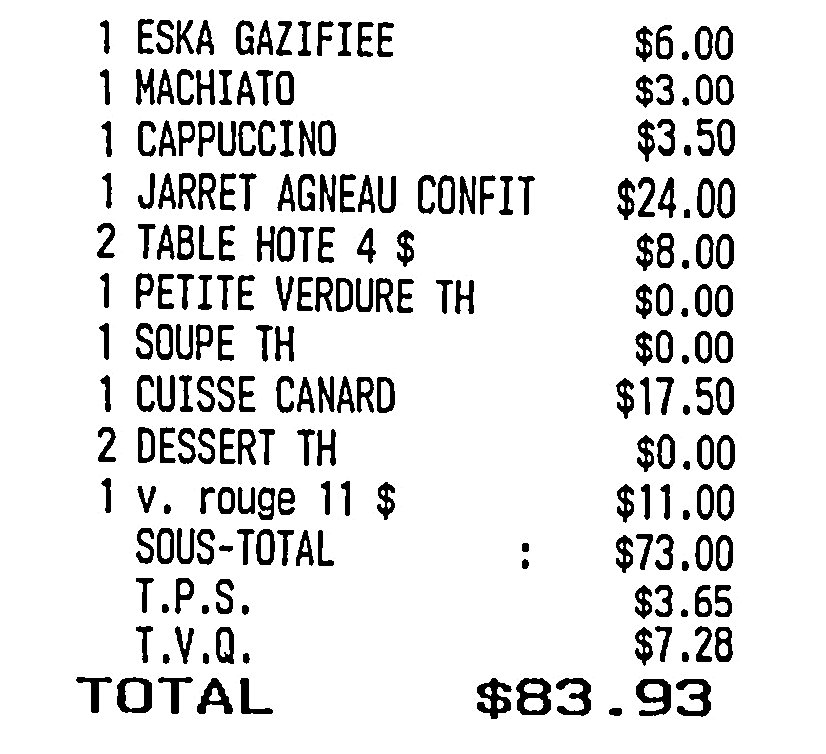 1 ESKA GAZIFIEE $6.00
1 MACHIATO $3.00
1 CAPPUCCINO $3.50
1 JARRET AGNEAU CONFIT $24.00
2 TABLE HOTE 4 $ $8.00
1 PETITE VERDURE TH $0.00
1 SOUPE TH $0.00
1 CUISSE CANARD $17.50
2 DESSERT TH $0.00
1 v. rouge 11 $ $11.00
SOUS-TOTAL : $73.00
T.P.S. $3.65
T.V.Q. $7.28
TOTAL $83.93